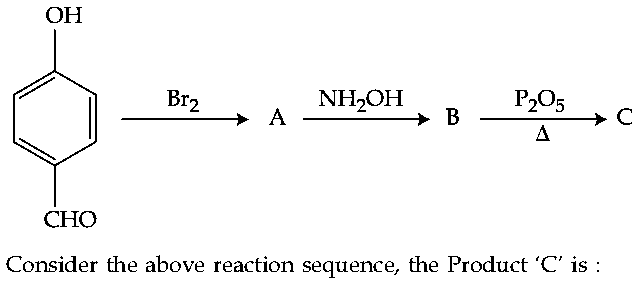 OH
Br₂ A NH₂OH B P₂O₅ C
Δ
CHO
Consider the above reaction sequence, the Product ‘C’ is :